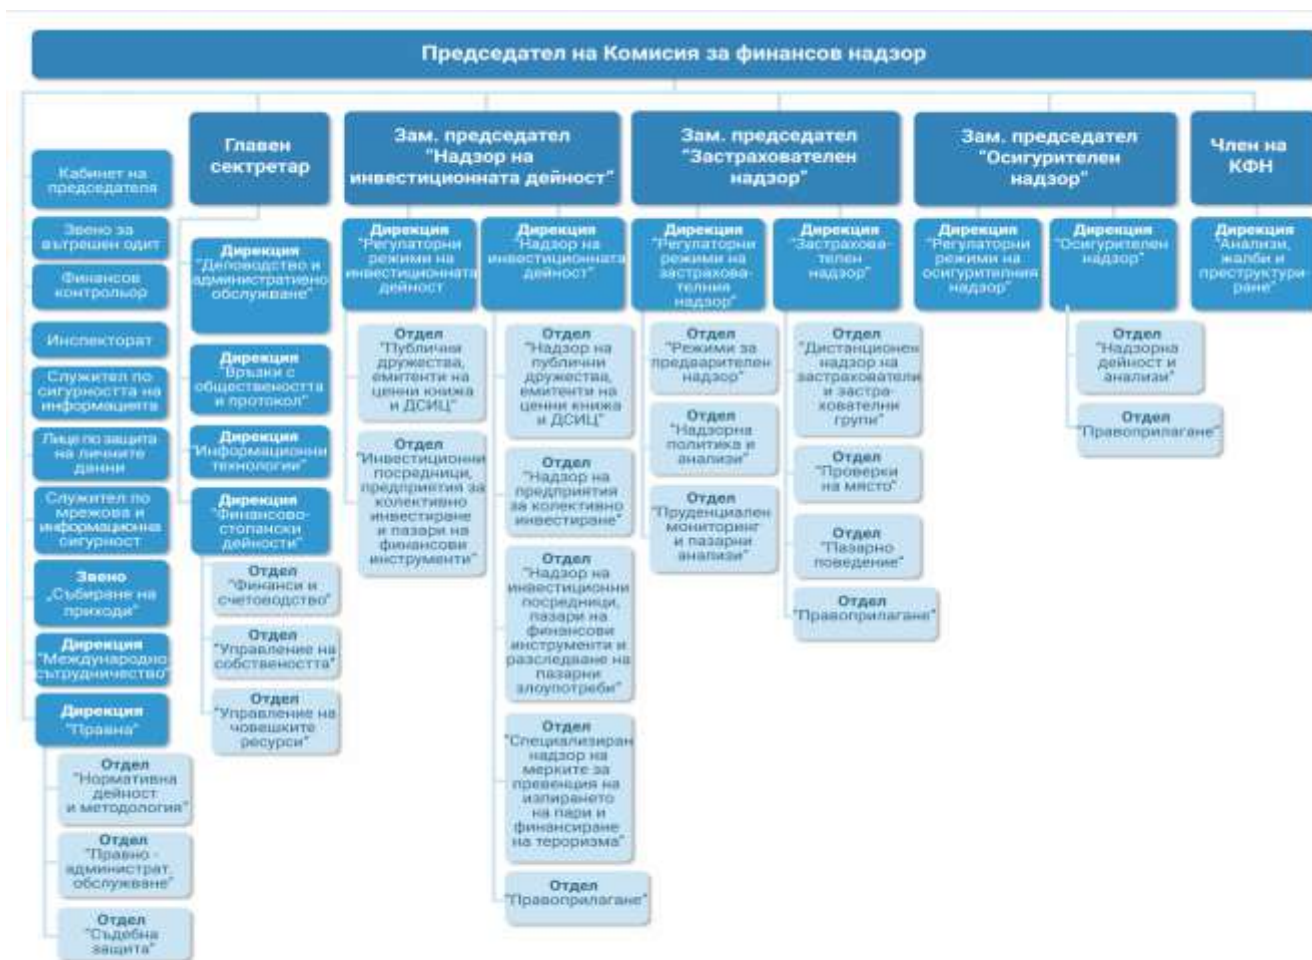 Председател на Комисия за финансов надзор
Кабинет на
председателя
Звено за
вътрешен одит
Финансов
контрольор
Инспекторат
Служител по
сигурността на
информацията
Лице по защита
на личните
данни
Служител по
мрежова и
информационна
сигурност
Звено
„Събиране на
приходи"
Дирекция
"Международно
сътрудничество"
Дирекция
"Правна"
Отдел
"Нормативна
дейност
и методология"
Отдел
"Правно -
администрат.
обслужване"
Отдел
"Съдебна
защита"
Главен
сектретар
Дирекция
"Деловодство и
административно
обслужване"
Дирекция
"Връзки с
обществеността
и протокол"
Дирекция
"Информационни
технологии"
Дирекция
"Финансово-
стопански
дейности"
Отдел
"Финанси и
счетоводство"
Отдел
"Управление на
собствеността"
Отдел
"Управление на
човешките
ресурси"
Зам. председател
"Надзор на
инвестиционната дейност"
Дирекция
"Регулаторни
режими на
инвестиционната
дейност
Отдел
"Публични
дружества,
емитенти на
ценни книжа
и ДСИЦ"
Отдел
"Инвестиционни
посредници,
предприятия за
колективно
инвестиране
и пазари на
финансови
инструменти"
Дирекция
"Надзор на
инвестиционната
дейност"
Отдел
"Надзор на
публични
дружества,
емитенти на
ценни книжа
и ДСИЦ"
Отдел
"Надзор на
предприятия
за колективно
инвестиране"
Отдел
"Надзор на
инвестиционни
посредници,
пазари на
финансови
инструменти и
разследване на
пазарни
злоупотреби"
Отдел
"Специализиран
надзор на
мерките за
превенция на
изпирането
на пари и
финансиране
на тероризма"
Отдел
"Правоприлагане"
Зам. председател
"Застрахователен
надзор"
Дирекция
"Регулаторни
режими на
застрахова-
телния
надзор"
Отдел
"Режими за
предварителен
надзор"
Отдел
"Надзорна
политика и
анализи"
Отдел
"Пруденциален
мониторинг
и пазарни
анализи"
Дирекция
"Застрахова-
телен
надзор"
Отдел
"Дистанционен
надзор на
застрахователи
и застра-
хователни
групи"
Отдел
"Проверки
на място"
Отдел
"Пазарно
поведение"
Отдел
"Правоприлагане"
Зам. председател
"Осигурителен
надзор"
Дирекция
"Регулаторни
режими на
осигурителния
надзор"
Дирекция
"Осигурителен
надзор"
Отдел
"Надзорна
дейност и
анализи"
Отдел
"Правоприлагане"
Член на
КФН
Дирекция
"Анализи,
жалби и
преструктури-
ране"